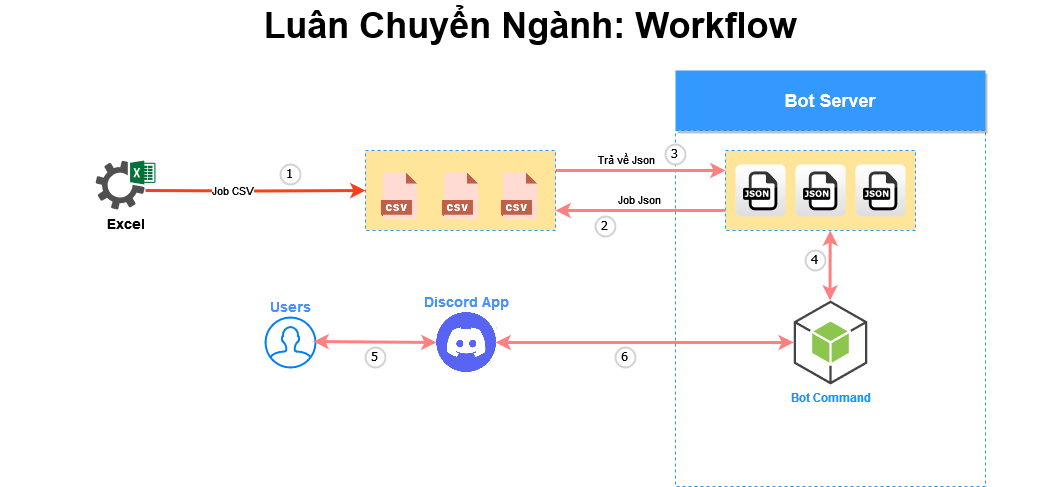 Luân Chuyển Ngành: Workflow
Bot Server
X
Excel
Job CSV
1
CSV
CSV
CSV
Trả về Json
3
Job Json
2
JSON
JSON
JSON
4
Users
Discord App
5
6
Bot Command